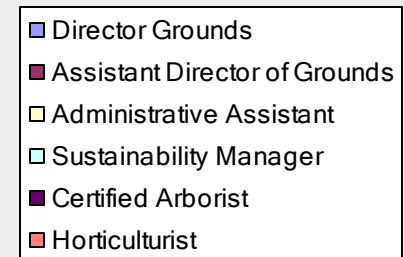 Director Grounds
Assistant Director of Grounds
Administrative Assistant
Sustainability Manager
Certified Arborist
Horticulturist